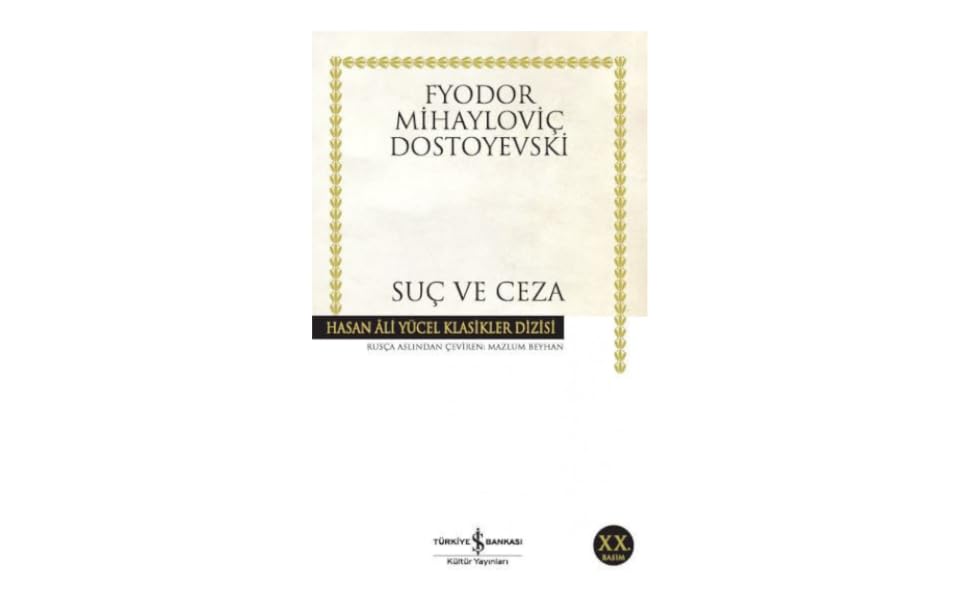 FYODOR
MİHAYLOVİÇ
DOSTOYEVSKİ
SUÇ VE CEZA
HASAN ÂLİ YÜCEL KLASİKLER DİZİSİ
RUSÇA ASLINDAN ÇEVİREN: MAZLUM BEYHAN
TÜRKİYE İŞ BANKASI
Kültür Yayınları
XX.
BASIM